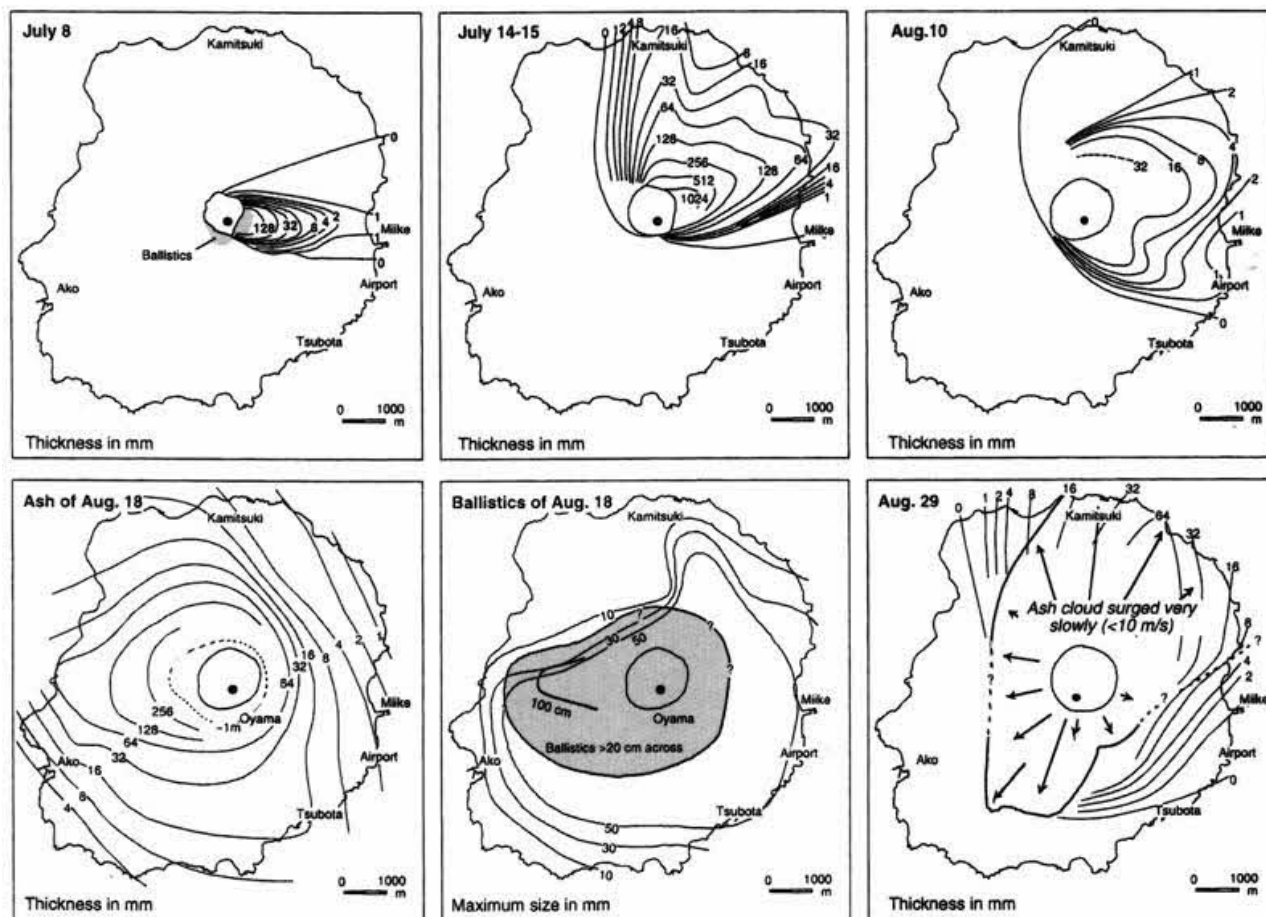 July 8
Kamitsuki
0
2
1
128 32 8 4
1
Miike
Ballistics
0
Ako
Airport
Tsubota
0 1000
m
Thickness in mm
July 14-15
0 1 2 4 8 16
Kamitsuki
8
16
32
64
32
128
256
64
16
512
128
4
1024
1
Miike
Ako
Airport
Tsubota
0 1000
m
Thickness in mm
Aug.10
0
Kamitsuki
1
2
4
8
32
16
2
1
Miike
1
Ako
Airport
0
Tsubota
0 1000
m
Thickness in mm
Ash of Aug. 18
Kamitsuki
1
2
4
16
8
32
64
256
Oyama
Miike
128
~1m
64
32
Airport
Ako
16
8
4
Tsubota
0 1000
m
Thickness in mm
Ballistics of Aug. 18
Kamitsuki
10
?
?
30
50
?
100 cm
Oyama
Miike
Ballistics >20 cm across
Airport
Ako
10
Tsubota
50
30
10
0 1000
m
Maximum size in mm
Aug. 29
0 1 2 4 8 16 32
Kamitsuki
64
32
16
Ash cloud surged very
slowly (<10 m/s)
8
?
4
?
?
2
Miike
Ako
Airport
0
Tsubota
0 1000
m
Thickness in mm